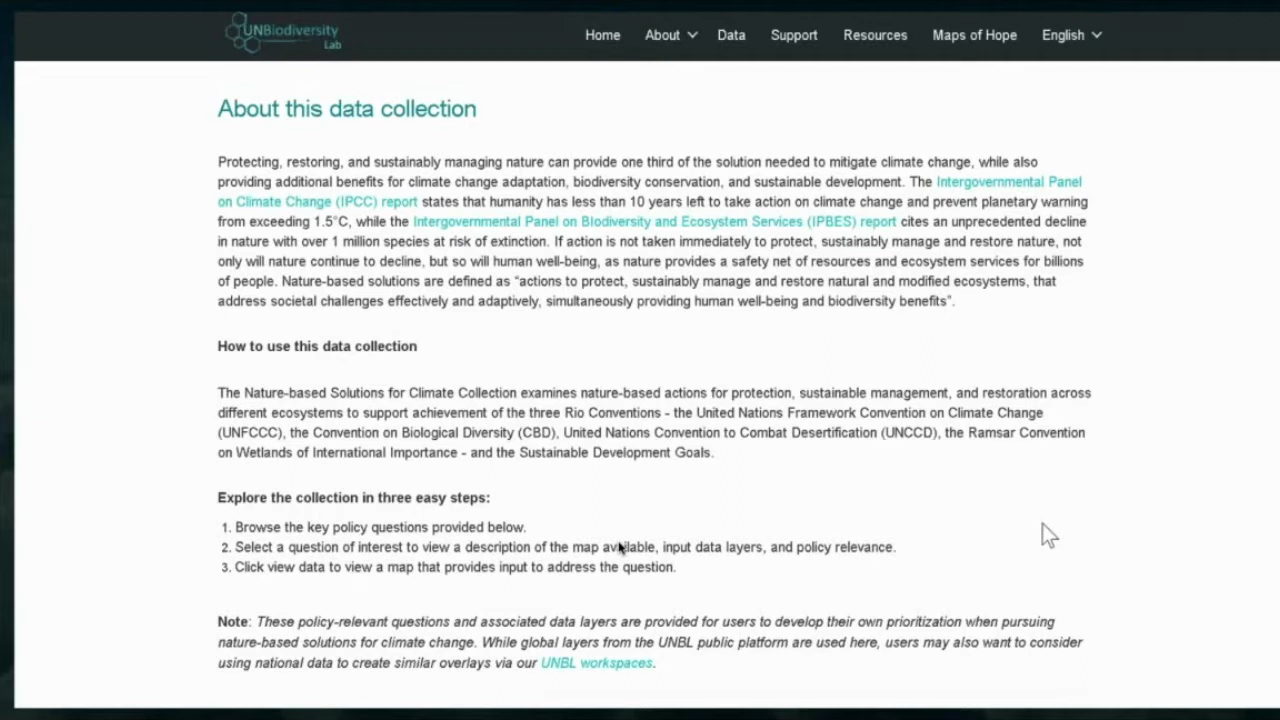 UNBiodiversity
Lab
Home About Data Support Resources Maps of Hope English
About this data collection
Protecting, restoring, and sustainably managing nature can provide one third of the solution needed to mitigate climate change, while also
providing additional benefits for climate change adaptation, biodiversity conservation, and sustainable development. The Intergovernmental Panel
on Climate Change (IPCC) report states that humanity has less than 10 years left to take action on climate change and prevent planetary warning
from exceeding 1.5°C, while the Intergovernmental Panel on BIodiversity and Ecosystem Services (IPBES) report cites an unprecedented decline
in nature with over 1 million species at risk of extinction. If action is not taken immediately to protect, sustainably manage and restore nature, not
only will nature continue to decline, but so will human well-being, as nature provides a safety net of resources and ecosystem services for billions
of people. Nature-based solutions are defined as “actions to protect, sustainably manage and restore natural and modified ecosystems, that
address societal challenges effectively and adaptively, simultaneously providing human well-being and biodiversity benefits”.
How to use this data collection
The Nature-based Solutions for Climate Collection examines nature-based actions for protection, sustainable management, and restoration across
different ecosystems to support achievement of the three Rio Conventions - the United Nations Framework Convention on Climate Change
(UNFCCC), the Convention on Biological Diversity (CBD), United Nations Convention to Combat Desertification (UNCCD), the Ramsar Convention
on Wetlands of International Importance - and the Sustainable Development Goals.
Explore the collection in three easy steps:
1. Browse the key policy questions provided below.
2. Select a question of interest to view a description of the map available, input data layers, and policy relevance.
3. Click view data to view a map that provides input to address the question.
Note: These policy-relevant questions and associated data layers are provided for users to develop their own prioritization when pursuing
nature-based solutions for climate change. While global layers from the UNBL public platform are used here, users may also want to consider
using national data to create similar overlays via our UNBL workspaces.